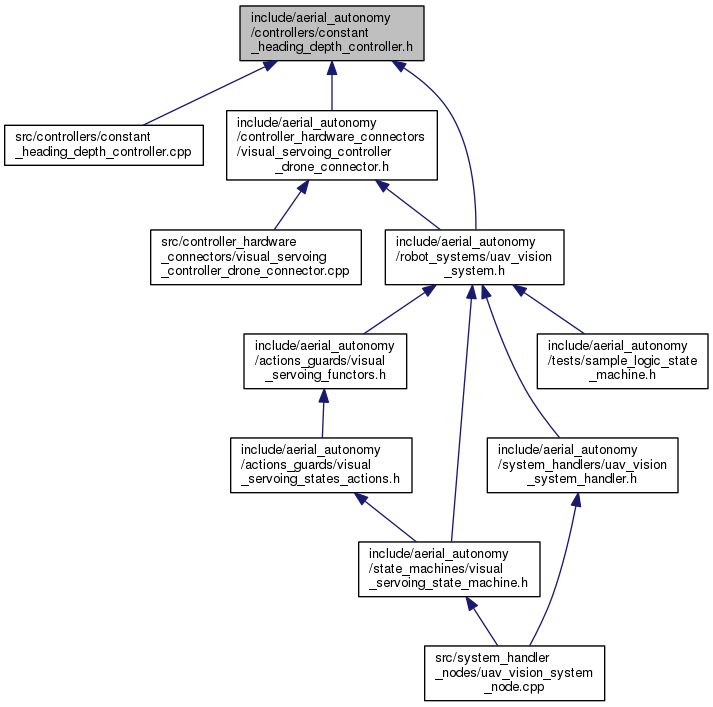 include/aerial_autonomy
/controllers/constant
_heading_depth_controller.h
src/controllers/constant
_heading_depth_controller.cpp
include/aerial_autonomy
/controller_hardware_connectors
/visual_servoing_controller
_drone_connector.h
src/controller_hardware
_connectors/visual_servoing
_controller_drone_connector.cpp
include/aerial_autonomy
/robot_systems/uav_vision
_system.h
include/aerial_autonomy
/actions_guards/visual
_servoing_functors.h
include/aerial_autonomy
/tests/sample_logic_state
_machine.h
include/aerial_autonomy
/actions_guards/visual
_servoing_states_actions.h
include/aerial_autonomy
/system_handlers/uav_vision
_system_handler.h
include/aerial_autonomy
/state_machines/visual
_servoing_state_machine.h
src/system_handler
_nodes/uav_vision_system
_node.cpp